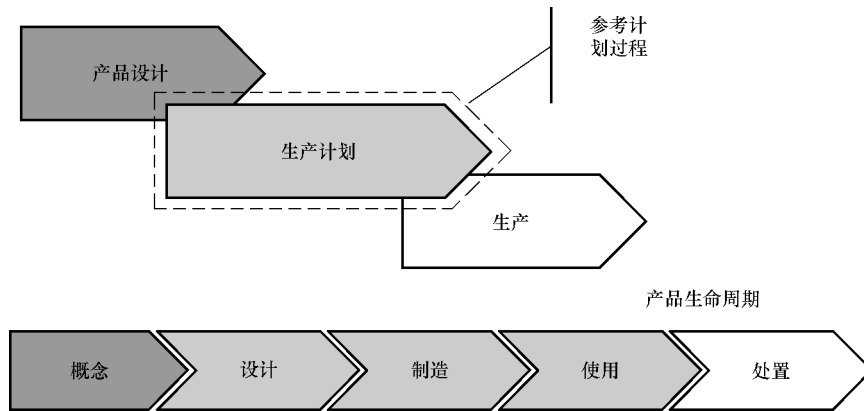 参考计
划过程
产品设计
生产计划
生产
产品生命周期
概念
设计
制造
使用
处置